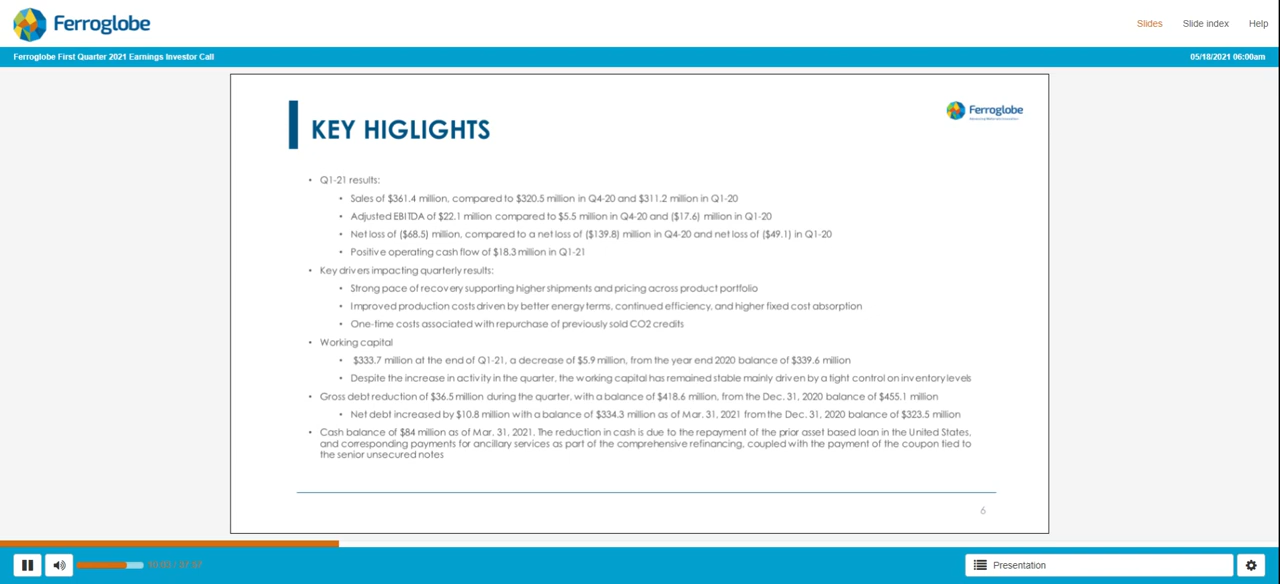 Ferroglobe
Slides
Slide index
Help
Ferroglobe First Quarter 2021 Earnings Investor Call
05/18/2021 06:00am
KEY HIGLIGHTS
Ferroglobe
• Q1-21 results:
• Sales of $361.4 million, compared to $320.5 million in Q4-20 and $311.2 million in Q1-20
• Adjusted EBITDA of $22.1 million compared to $5.5 million in Q4-20 and ($17.6) million in Q1-20
• Net loss of ($68.5) million, compared to a net loss of ($139.8) million in Q4-20 and net loss of ($49.1) in Q1-20
• Positive operating cash flow of $18.3 million in Q1-21
• Key drivers impacting quarterly results:
• Strong pace of recovery supporting higher shipments and pricing across product portfolio
• Improved production costs driven by better energy terms, continued efficiency, and higher fixed cost absorption
• One-time costs associated with repurchase of previously sold CO2 credits
• Working capital
• $333.7 million at the end of Q1-21, a decrease of $5.9 million, from the year end 2020 balance of $339.6 million
• Despite the increase in activity in the quarter, the working capital has remained stable mainly driven by a tight control on inventory levels
• Gross debt reduction of $36.5 million during the quarter, with a balance of $418.6 million, from the Dec. 31, 2020 balance of $455.1 million
• Net debt increased by $10.8 million with a balance of $334.3 million as of Mar. 31, 2021 from the Dec. 31, 2020 balance of $323.5 million
• Cash balance of $84 million as of Mar. 31, 2021. The reduction in cash is due to the repayment of the prior asset based loan in the United States,
and corresponding payments for ancillary services as part of the comprehensive refinancing, coupled with the payment of the coupon tied to
the senior unsecured notes
6
Presentation